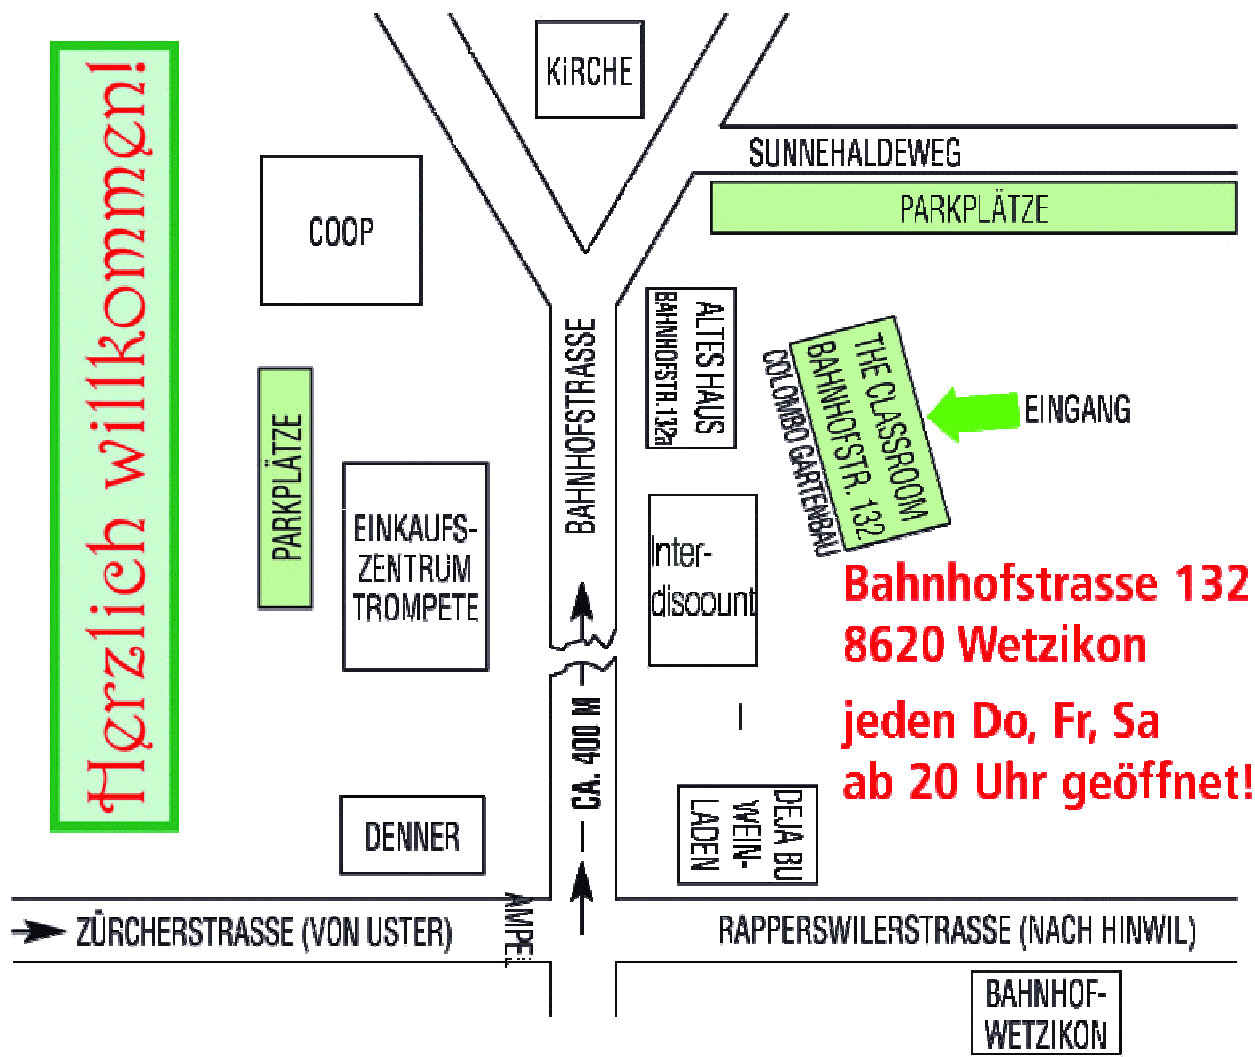 Herzlich willkommen!
KiRCHE
SUNNEHALDEWEG
PARKPLÄTZE
COOP
BAHNHOFSTRASSE
ALTES HAUS
BAHNHOFSTR. 132a
THE CLASSROOM
BAHNHOFSTR. 132
COLOMBO GARTENBAU
EINGANG
PARKPLÄTZE
EINKAUFS-
ZENTRUM
TROMPETE
Inter-
disoount
Bahnhofstrasse 132
8620 Wetzikon
jeden Do, Fr, Sa
ab 20 Uhr geöffnet!
CA. 400 M
DENNER
DEJA BU
WEIN-
LADEN
AMPEL
ZÜRCHERSTRASSE (VON USTER)
RAPPERSWILERSTRASSE (NACH HINWIL)
BAHNHOF-
WETZIKON